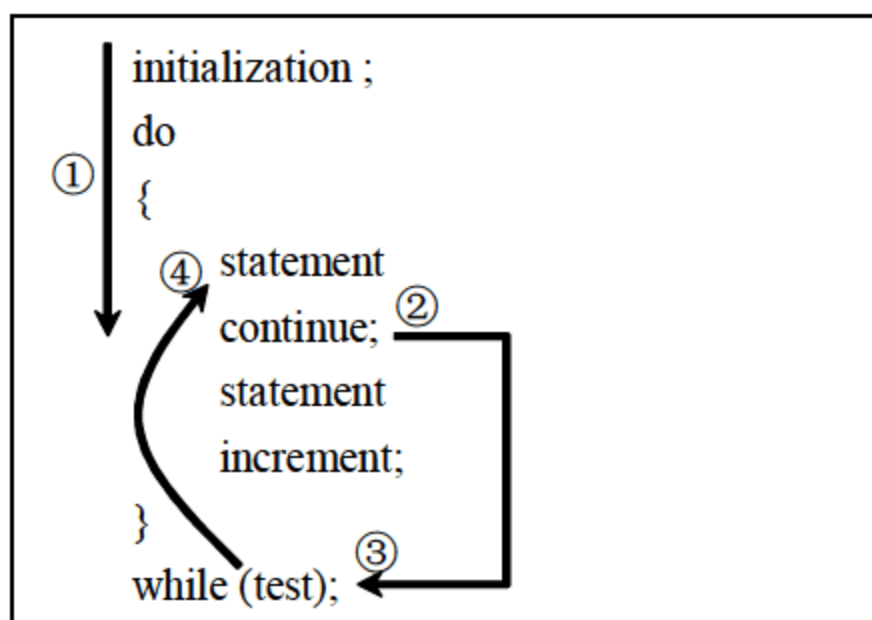 initialization ;
do
①
{
④ statement
continue; ②
statement
increment;
}
③
while (test);